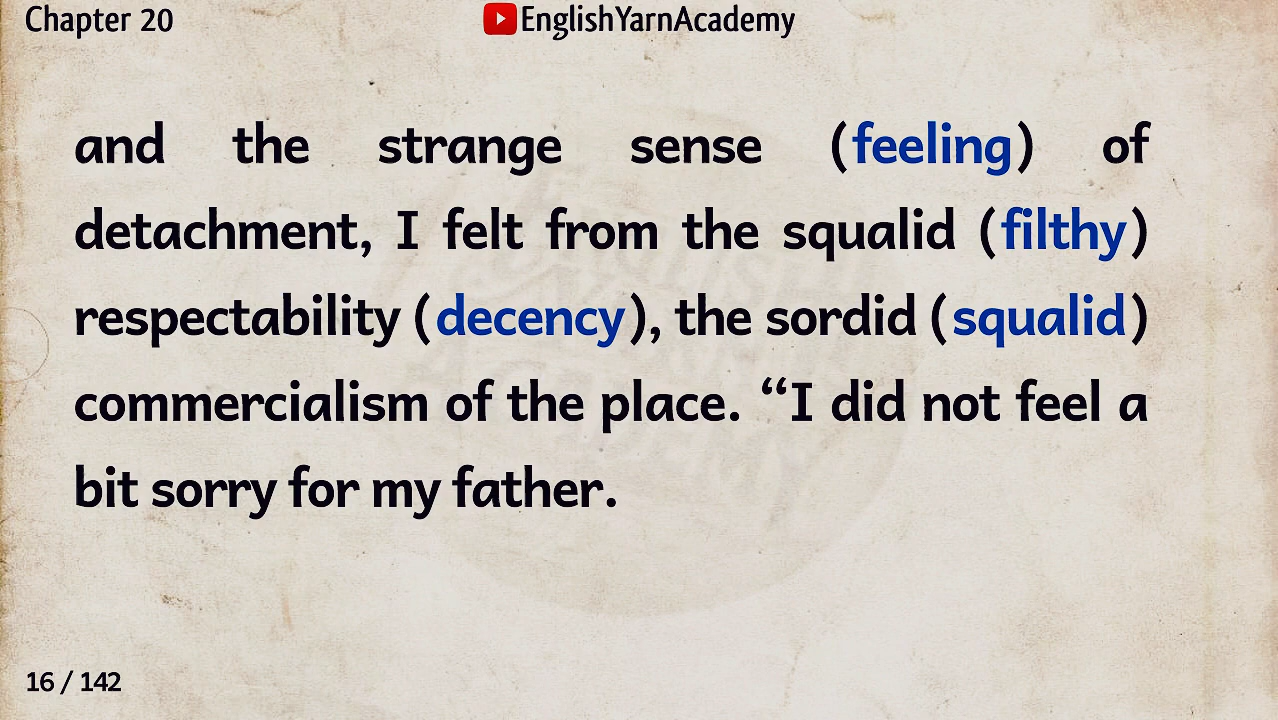 Chapter 20
EnglishYarnAcademy
and the strange sense (feeling) of
detachment, I felt from the squalid (filthy)
respectability (decency), the sordid (squalid)
commercialism of the place. “I did not feel a
bit sorry for my father.
16 / 142